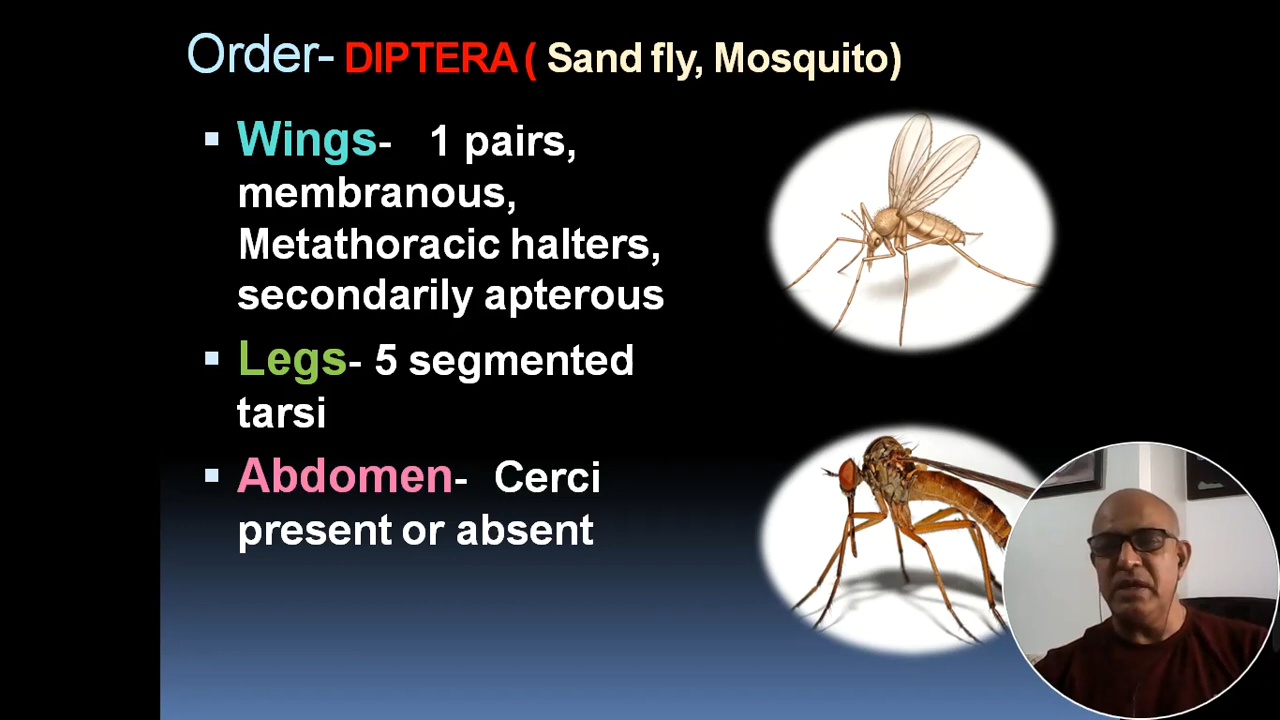 Order- DIPTERA ( Sand fly, Mosquito)
Wings- 1 pairs,
membranous,
Metathoracic halters,
secondarily apterous
Legs- 5 segmented
tarsi
Abdomen- Cerci
present or absent